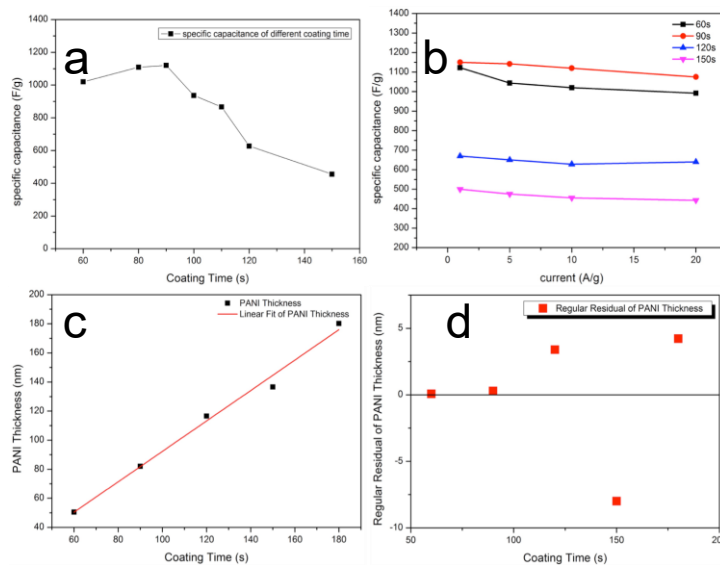 a
specific capacitance of different coating time
1400
1200
1000
800
600
400
200
0
specific capacitance (F/g)
60 80 100 120 140 160
Coating Time (s)
b
60s
90s
120s
150s
1400
1300
1200
1100
1000
900
800
700
600
500
400
300
200
specific capacitance (F/g)
0 5 10 15 20
current (A/g)
c
PANI Thickness
Linear Fit of PANI Thickness
200
180
160
140
120
100
80
60
40
PANI Thickness (nm)
60 80 100 120 140 160 180
Coating Time (s)
d
Regular Residual of PANI Thickness
5
0
-5
-10
Regular Residual of PANI Thickness (nm)
50 100 150 200
Coating Time (s)